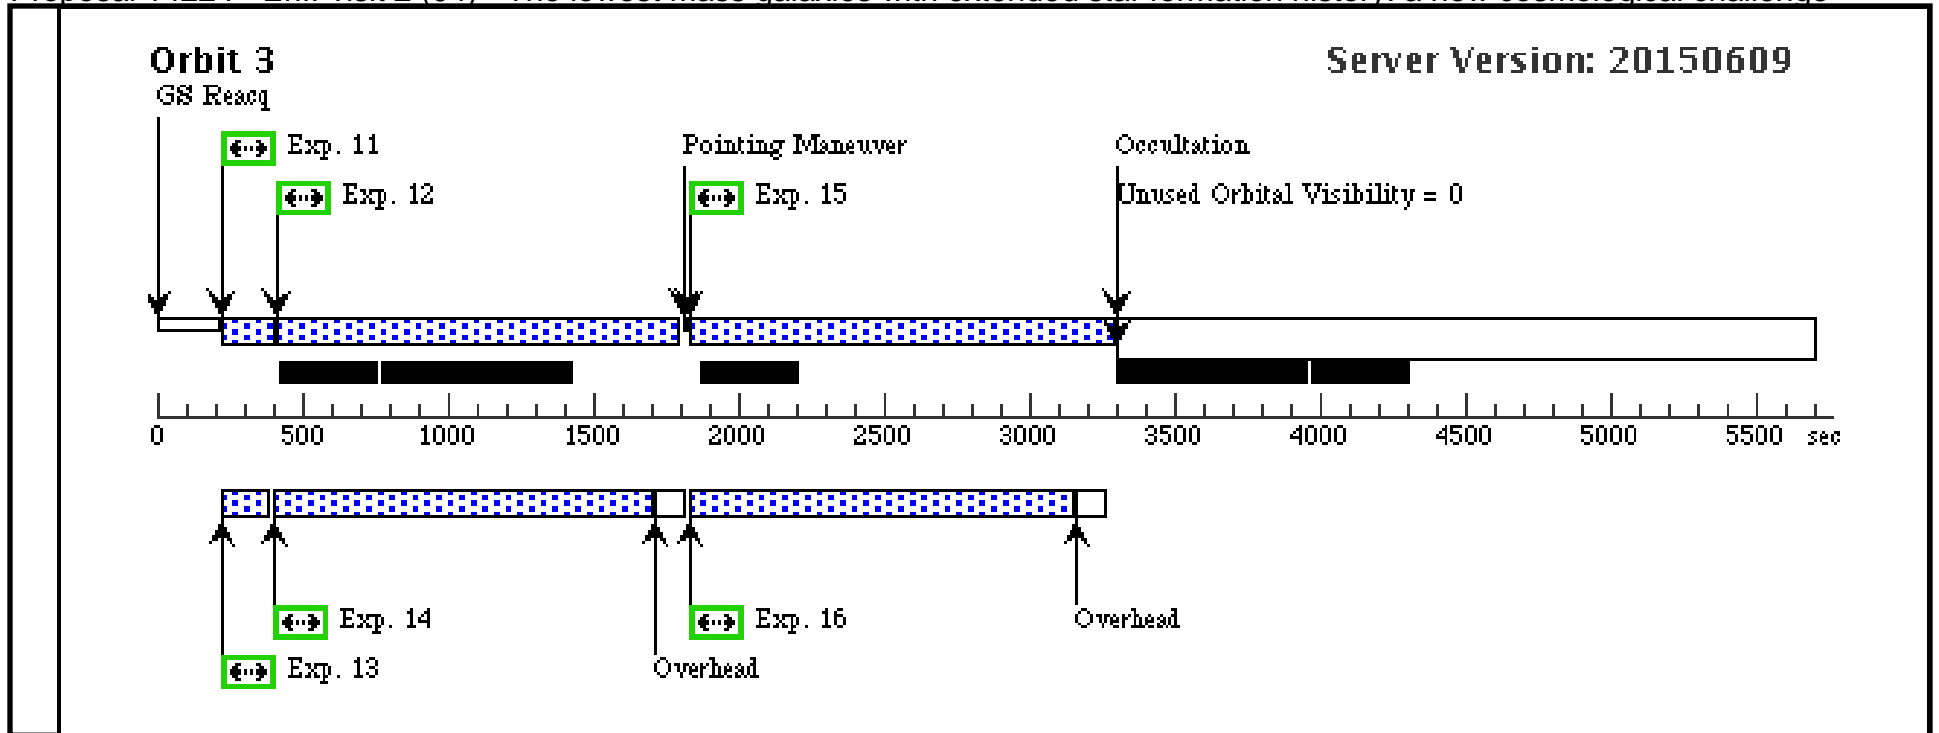 Orbit 3
Server Version: 20150609
GS Reacq
Exp. 11
Pointing Maneuver
Occultation
Exp. 12
Exp. 15
Unused Orbital Visibility = 0
0 500 1000 1500 2000 2500 3000 3500 4000 4500 5000 5500 sec
Exp. 14
Exp. 16
Overhead
Exp. 13
Overhead